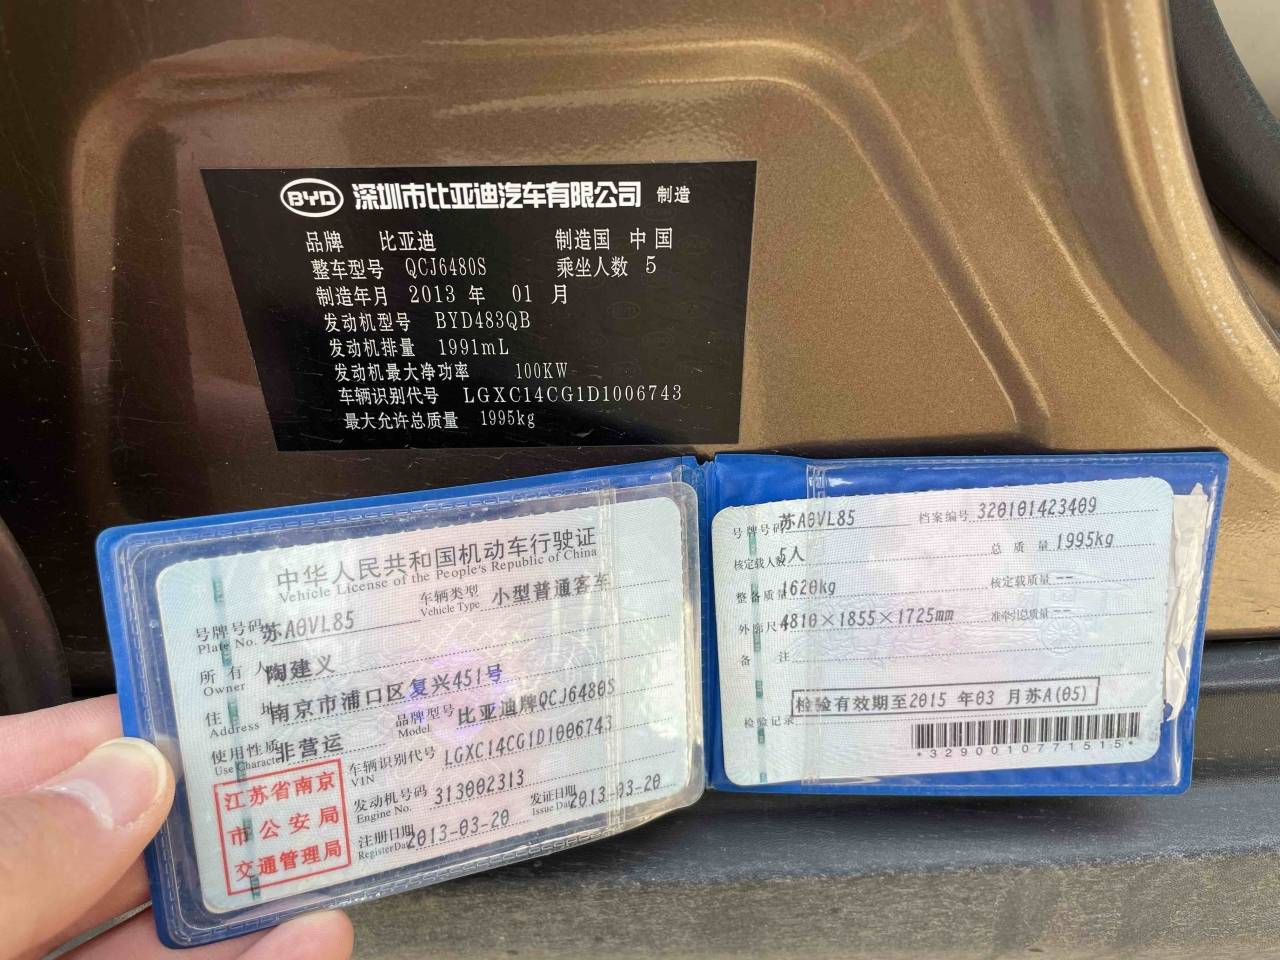 BYD 深圳市比亚迪汽车有限公司 制造
品牌 比亚迪 制造国 中国
整车型号 QCJ6480S 乘坐人数 5
制造年月 2013 年 01 月
发动机型号 BYD483QB
发动机排量 1991mL
发动机最大净功率 100KW
车辆识别代号 LGXC14CG1D1006743
最大允许总质量 1995kg
中华人民共和国机动车行驶证
Vehicle License of the People's Republic of China
号牌号码 苏A0VL85 车辆类型 小型普通客车
Plate No. Vehicle Type
所有人 陶建义
Owner
住址 南京市浦口区复兴451号
Address
使用性质 非营运 品牌型号 比亚迪牌QCJ6480S
Use Character Model
车辆识别代号 LGXC14CG1D1006743
VIN
发动机号码 313002313
Engine No.
注册日期 2013-03-20 发证日期 2013-03-20
Register Date Issue Date
江苏省南京
市公安局
交通管理局
号牌号码 苏A0VL85 档案编号 320101423409
核定载人数 5人 总质量 1995kg
整备质量 1620kg 核定载质量 --
外廓尺寸 4810×1855×1725mm 准牵引总质量 --
备注
检验有效期至2015 年03 月苏A(05)
检验记录
*3290010771515*